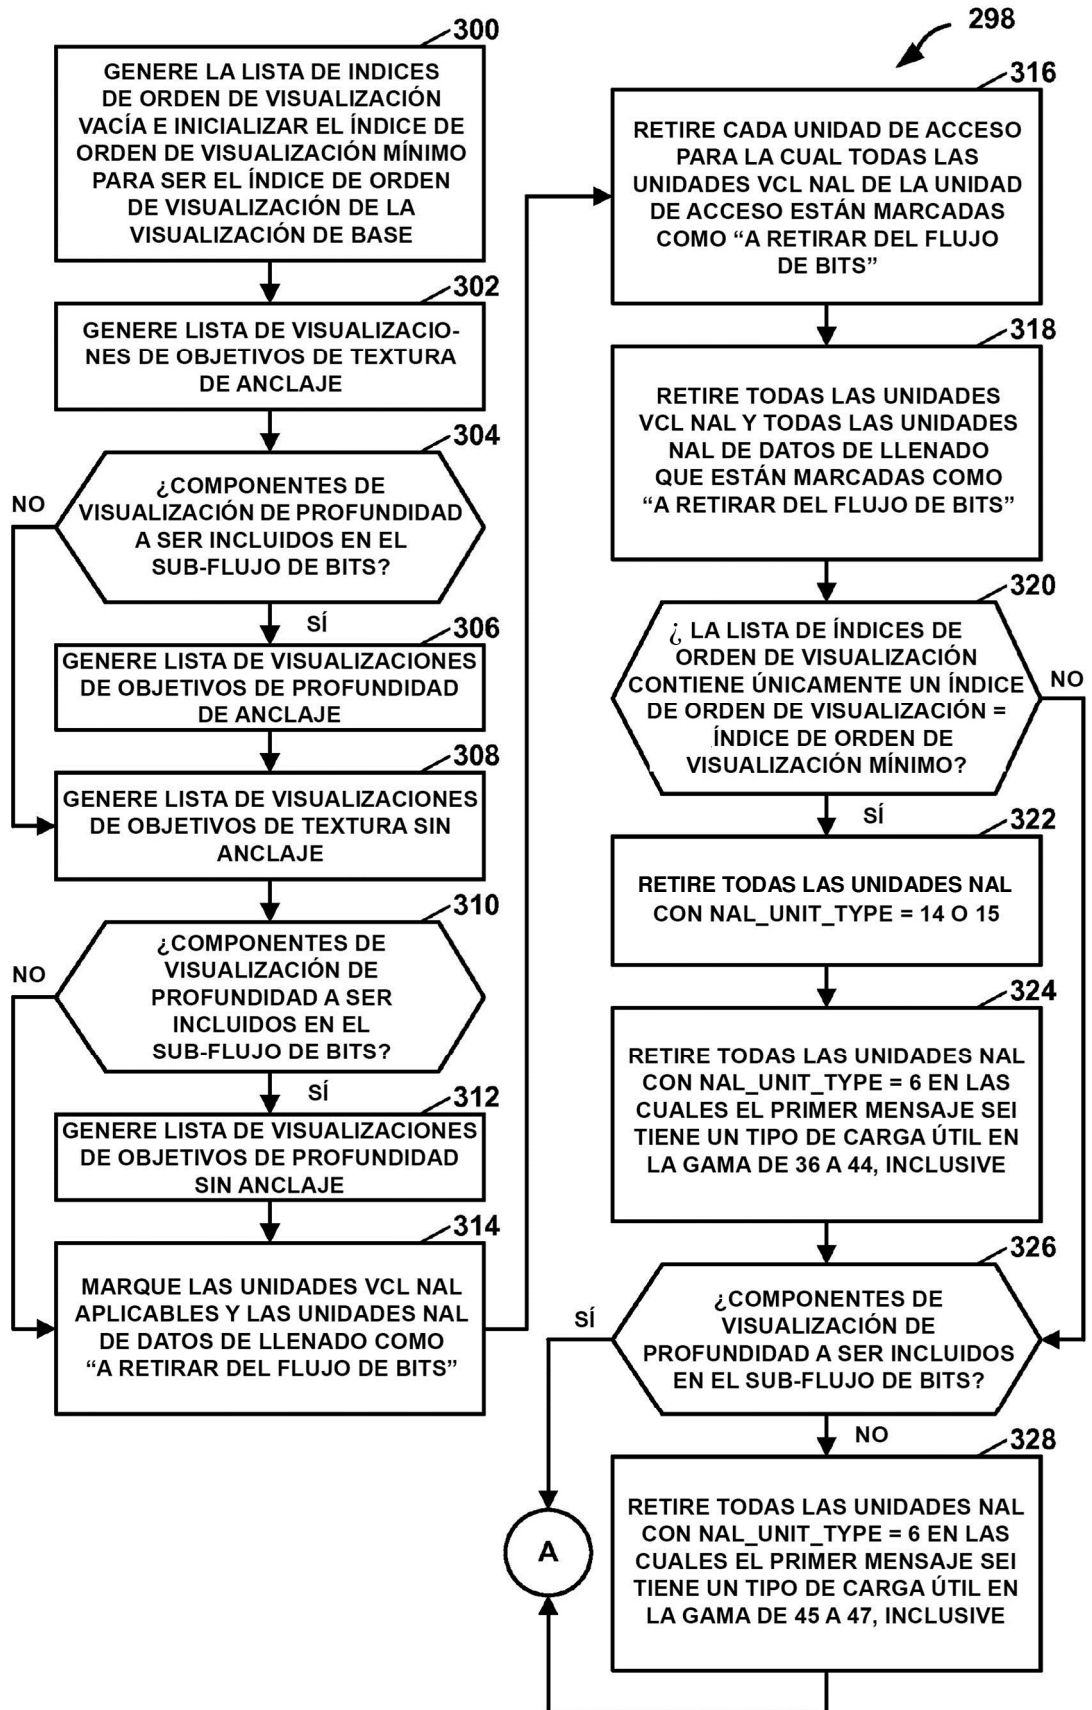 298
300
GENERE LA LISTA DE INDICES
DE ORDEN DE VISUALIZACIÓN
VACÍA E INICIALIZAR EL ÍNDICE DE
ORDEN DE VISUALIZACIÓN MÍNIMO
PARA SER EL ÍNDICE DE ORDEN
DE VISUALIZACIÓN DE LA
VISUALIZACIÓN DE BASE
302
GENERE LISTA DE VISUALIZACIO-
NES DE OBJETIVOS DE TEXTURA
DE ANCLAJE
304
¿COMPONENTES DE
VISUALIZACIÓN DE PROFUNDIDAD
A SER INCLUIDOS EN EL
SUB-FLUJO DE BITS?
NO
SÍ
306
GENERE LISTA DE VISUALIZACIONES
DE OBJETIVOS DE PROFUNDIDAD
DE ANCLAJE
308
GENERE LISTA DE VISUALIZACIONES
DE OBJETIVOS DE TEXTURA SIN
ANCLAJE
310
¿COMPONENTES DE
VISUALIZACIÓN DE
PROFUNDIDAD A SER
INCLUIDOS EN EL
SUB-FLUJO DE BITS?
NO
SÍ
312
GENERE LISTA DE VISUALIZACIONES
DE OBJETIVOS DE PROFUNDIDAD
SIN ANCLAJE
314
MARQUE LAS UNIDADES VCL NAL
APLICABLES Y LAS UNIDADES NAL
DE DATOS DE LLENADO COMO
“A RETIRAR DEL FLUJO DE BITS”
316
RETIRE CADA UNIDAD DE ACCESO
PARA LA CUAL TODAS LAS
UNIDADES VCL NAL DE LA UNIDAD
DE ACCESO ESTÁN MARCADAS
COMO “A RETIRAR DEL FLUJO
DE BITS”
318
RETIRE TODAS LAS UNIDADES
VCL NAL Y TODAS LAS UNIDADES
NAL DE DATOS DE LLENADO
QUE ESTÁN MARCADAS COMO
“A RETIRAR DEL FLUJO DE BITS”
320
¿ LA LISTA DE ÍNDICES DE
ORDEN DE VISUALIZACIÓN
CONTIENE ÚNICAMENTE UN ÍNDICE
DE ORDEN DE VISUALIZACIÓN =
ÍNDICE DE ORDEN DE
VISUALIZACIÓN MÍNIMO?
NO
SÍ
322
RETIRE TODAS LAS UNIDADES NAL
CON NAL_UNIT_TYPE = 14 O 15
324
RETIRE TODAS LAS UNIDADES NAL
CON NAL_UNIT_TYPE = 6 EN LAS
CUALES EL PRIMER MENSAJE SEI
TIENE UN TIPO DE CARGA ÚTIL EN
LA GAMA DE 36 A 44, INCLUSIVE
326
¿COMPONENTES DE
VISUALIZACIÓN DE
PROFUNDIDAD A SER INCLUIDOS
EN EL SUB-FLUJO DE BITS?
SÍ
NO
328
RETIRE TODAS LAS UNIDADES NAL
CON NAL_UNIT_TYPE = 6 EN LAS
CUALES EL PRIMER MENSAJE SEI
TIENE UN TIPO DE CARGA ÚTIL EN
LA GAMA DE 45 A 47, INCLUSIVE
A